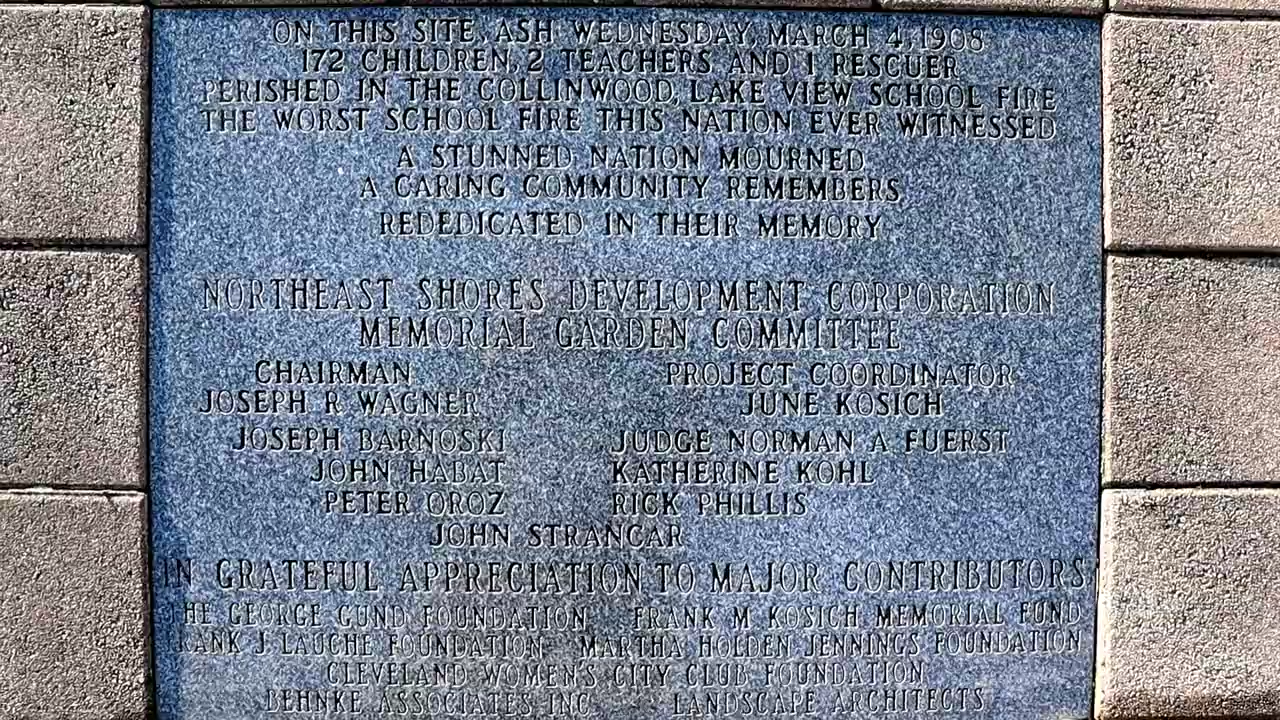 ON THIS SITE, ASH WEDNESDAY, MARCH 4, 1908
172 CHILDREN, 2 TEACHERS AND 1 RESCUER
PERISHED IN THE COLLINWOOD, LAKE VIEW SCHOOL FIRE
THE WORST SCHOOL FIRE THIS NATION EVER WITNESSED
A STUNNED NATION MOURNED
A CARING COMMUNITY REMEMBERS
REDEDICATED IN THEIR MEMORY
NORTHEAST SHORES DEVELOPMENT CORPORATION
MEMORIAL GARDEN COMMITTEE
CHAIRMAN PROJECT COORDINATOR
JOSEPH R WAGNER JUNE KOSICH
JOSEPH BARNOSKI JUDGE NORMAN A FUERST
JOHN HABAT KATHERINE KOHL
PETER OROZ RICK PHILLIS
JOHN STRANCAR
IN GRATEFUL APPRECIATION TO MAJOR CONTRIBUTORS
HE GEORGE GUND FOUNDATION FRANK M KOSICH MEMORIAL FUND
RANK J. LAUCHE FOUNDATION MARTHA HOLDEN JENNINGS FOUNDATION
CLEVELAND WOMEN'S CITY CLUB FOUNDATION
BEHNKE ASSOCIATES INC. LANDSCAPE ARCHITECTS